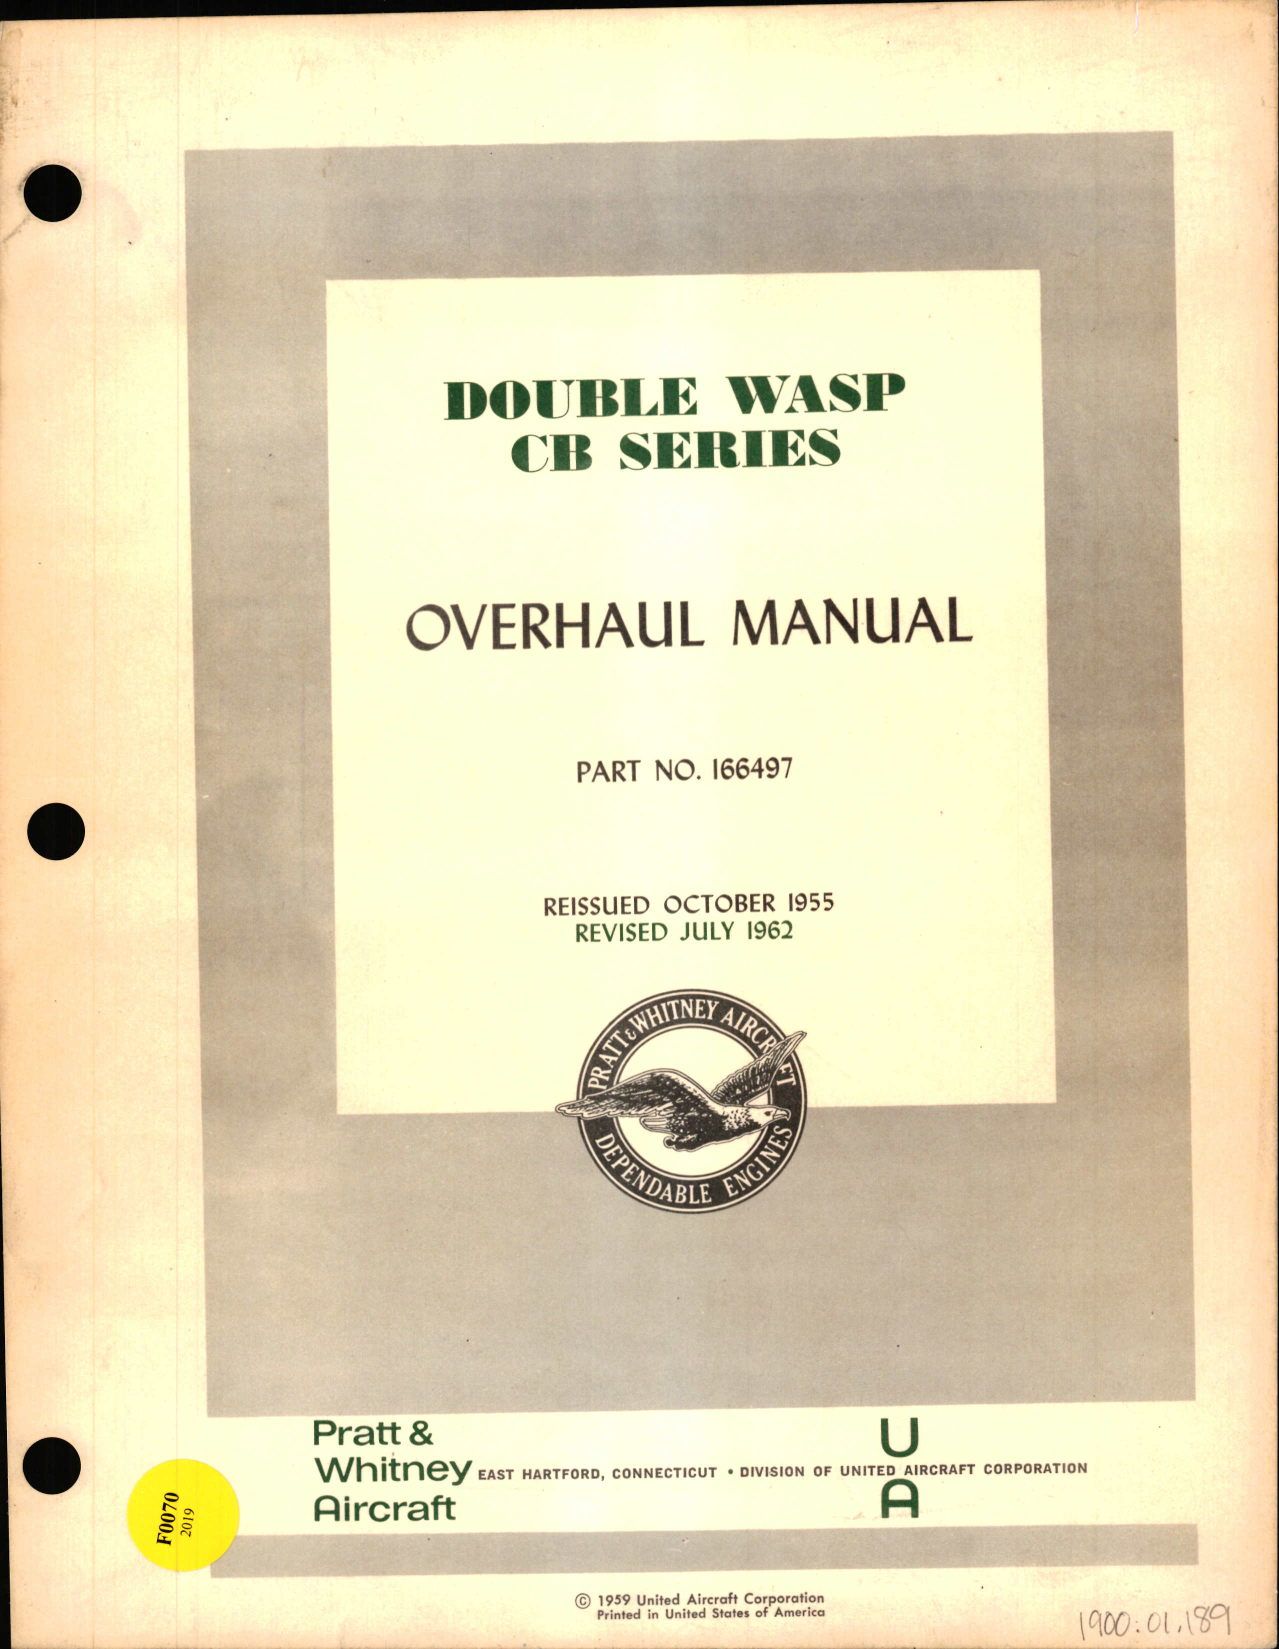 DOUBLE WASP
CB SERIES
OVERHAUL MANUAL
PART NO. 166497
REISSUED OCTOBER 1955
REVISED JULY 1962
PRATT & WHITNEY AIRCRAFT
DEPENDABLE ENGINES
Pratt &
Whitney
Aircraft
EAST HARTFORD, CONNECTICUT • DIVISION OF UNITED AIRCRAFT CORPORATION
U
A
F0070
2019
© 1959 United Aircraft Corporation
Printed in United States of America
1900.01.189